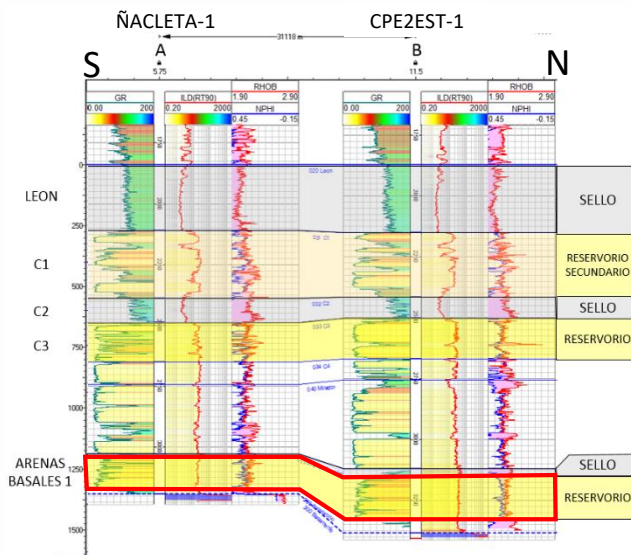 ÑACLETA-1 CPE2EST-1
31118 m
A B
S 5.75 11.5 N
RHOB RHOB
GR ILD(RT90) 1.90 2.90 GR ILD(RT90) 1.90 2.90
0.00 200 0.20 2000 NPHI 0.00 200 0.20 2000 NPHI
0.45 -0.15 0.45 -0.15
0
LEON SELLO
250
C1 RESERVORIO
SECUNDARIO
500
C2 SELLO
C3 RESERVORIO
750
1000
ARENAS
BASALES 1
1250
SELLO
RESERVORIO
1500